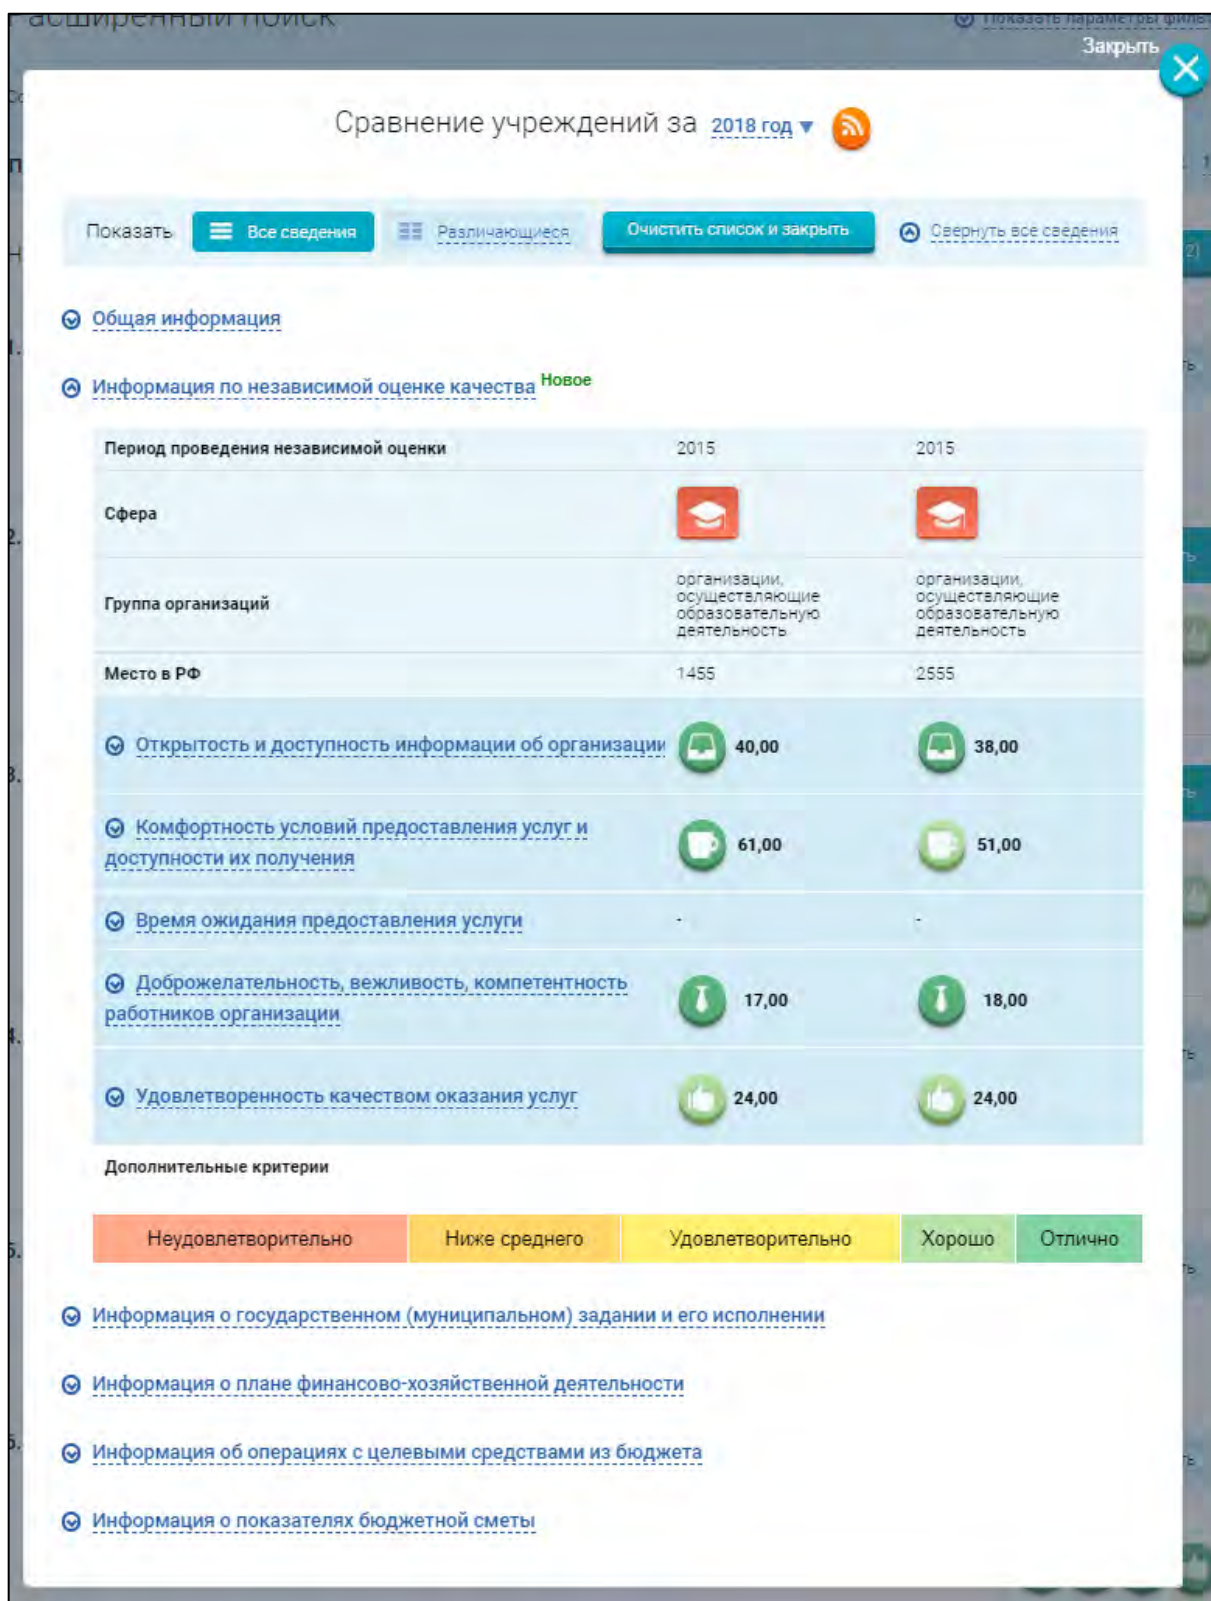 асширенный поиск
Показать параметры фильт
Закрыть
Сравнение учреждений за 2018 год
Показать Все сведения Различающиеся Очистить список и закрыть Свернуть все сведения
Общая информация
Информация по независимой оценке качества Новое
Период проведения независимой оценки 2015 2015
Сфера
организации, организации,
осуществляющие осуществляющие
Группа организаций
образовательную образовательную
деятельность деятельность
Место в РФ 1455 2555
Открытость и доступность информации об организации 40,00 38,00
Комфортность условий предоставления услуг и
доступности их получения
61,00 51,00
Время ожидания предоставления услуги - -
Доброжелательность, вежливость, компетентность
работников организации
17,00 18,00
Удовлетворенность качеством оказания услуг 24,00 24,00
Дополнительные критерии
Неудовлетворительно Ниже среднего Удовлетворительно Хорошо Отлично
Информация о государственном (муниципальном) задании и его исполнении
Информация о плане финансово-хозяйственной деятельности
Информация об операциях с целевыми средствами из бюджета
Информация о показателях бюджетной сметы